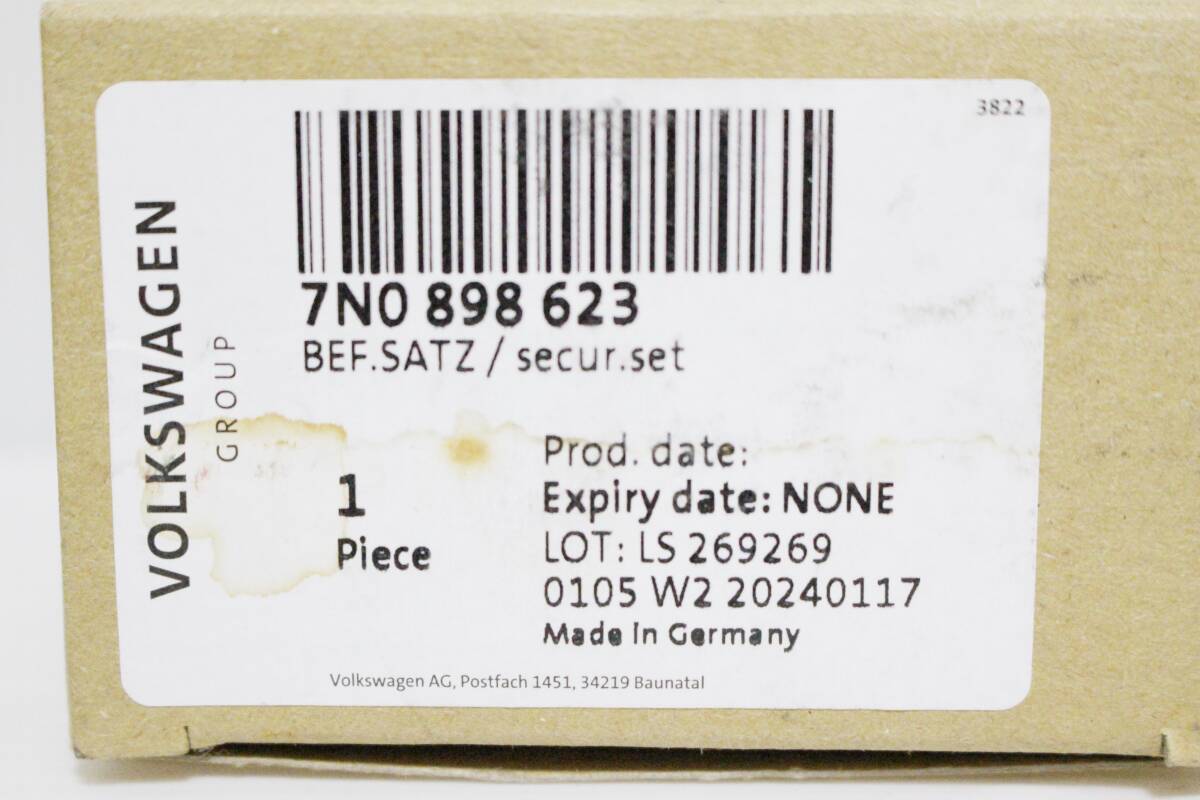 3822
VOLKSWAGEN
GROUP
7N0 898 623
BEF.SATZ / secur.set
1
Piece
Prod. date:
Expiry date: NONE
LOT: LS 269269
0105 W2 20240117
Made in Germany
Volkswagen AG, Postfach 1451, 34219 Baunatal